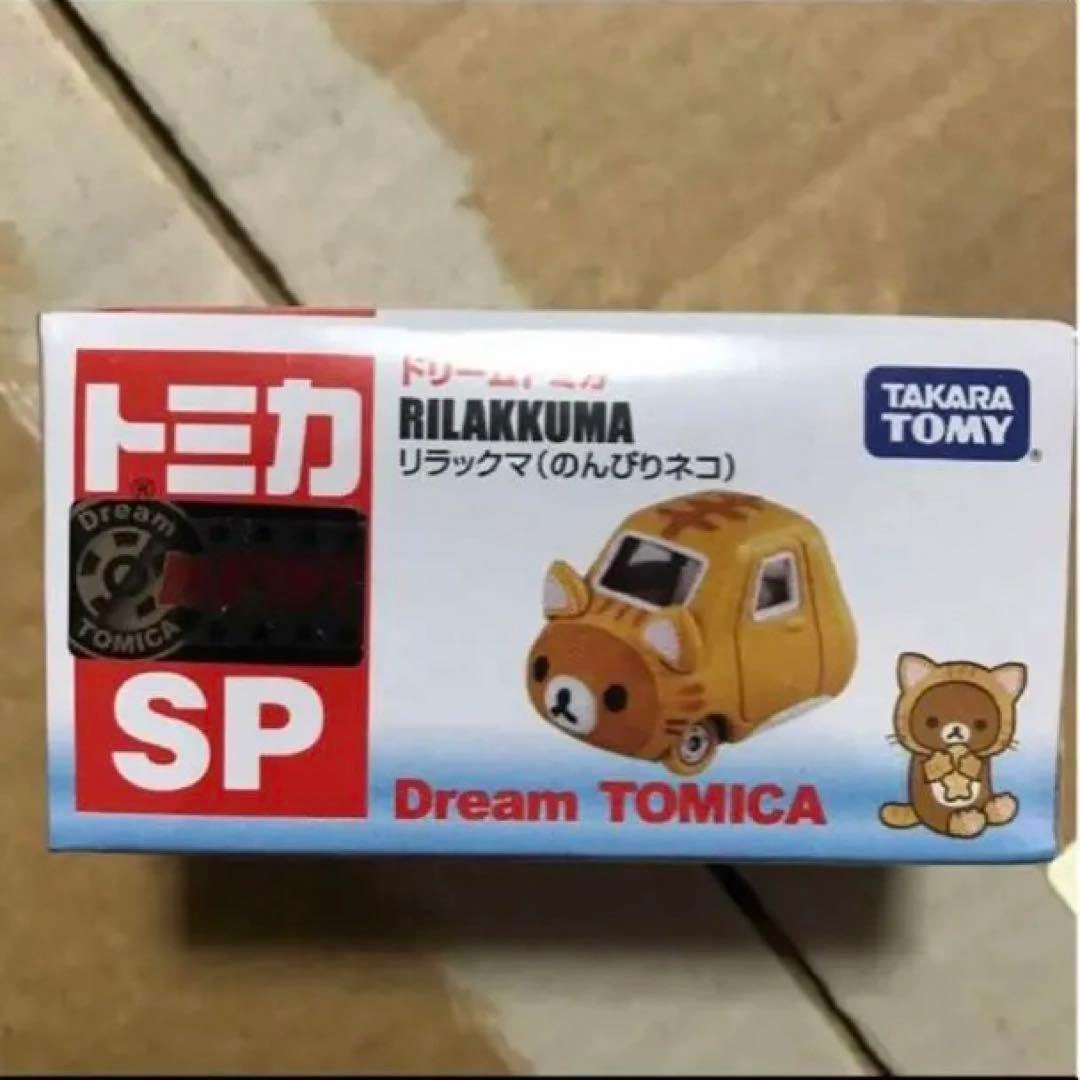 トミカ
®
Dream
TOMICA
SP
ドリームトミカ
RILAKKUMA
リラックマ(のんびりネコ)
TAKARA
TOMY
®
Dream TOMICA